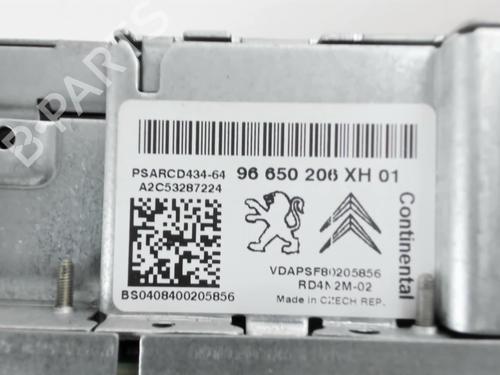 PSARCD434-64 96 650 206 XH 01
A2C53287224
Continental
VDAPSF80205856
RD4N2M-02
BS0408400205856
Made in CZECH REP.
B-PARTS